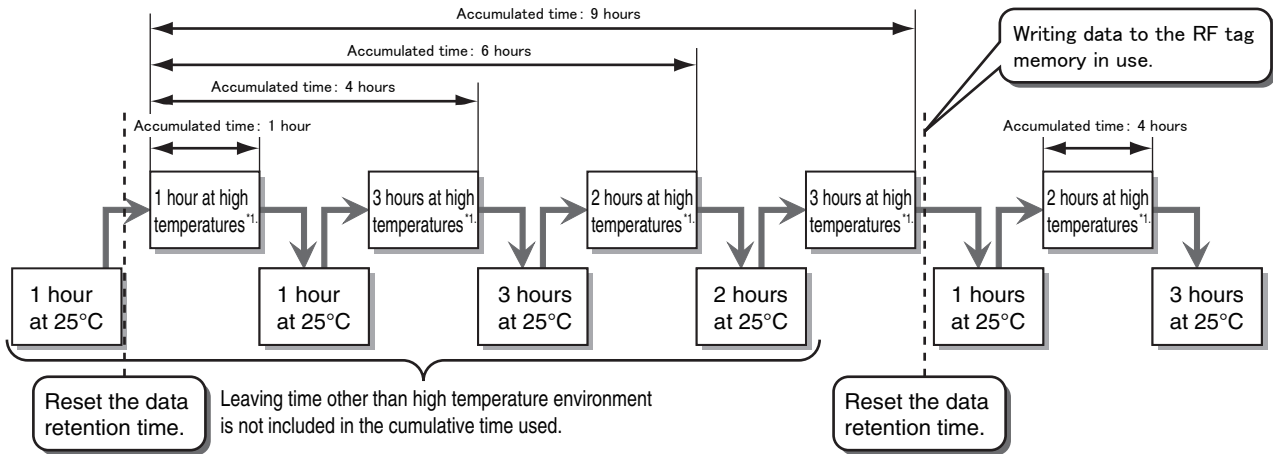 Accumulated time: 9 hours
Accumulated time: 6 hours
Accumulated time: 4 hours
Accumulated time: 1 hour
Writing data to the RF tag
memory in use.
Accumulated time: 4 hours
1 hour at high
temperatures*1.
3 hours at high
temperatures*1.
2 hours at high
temperatures*1.
3 hours at high
temperatures*1.
2 hours at high
temperatures*1.
1 hour
at 25°C
1 hour
at 25°C
3 hours
at 25°C
2 hours
at 25°C
1 hours
at 25°C
3 hours
at 25°C
Reset the data
retention time.
Leaving time other than high temperature environment
is not included in the cumulative time used.
Reset the data
retention time.